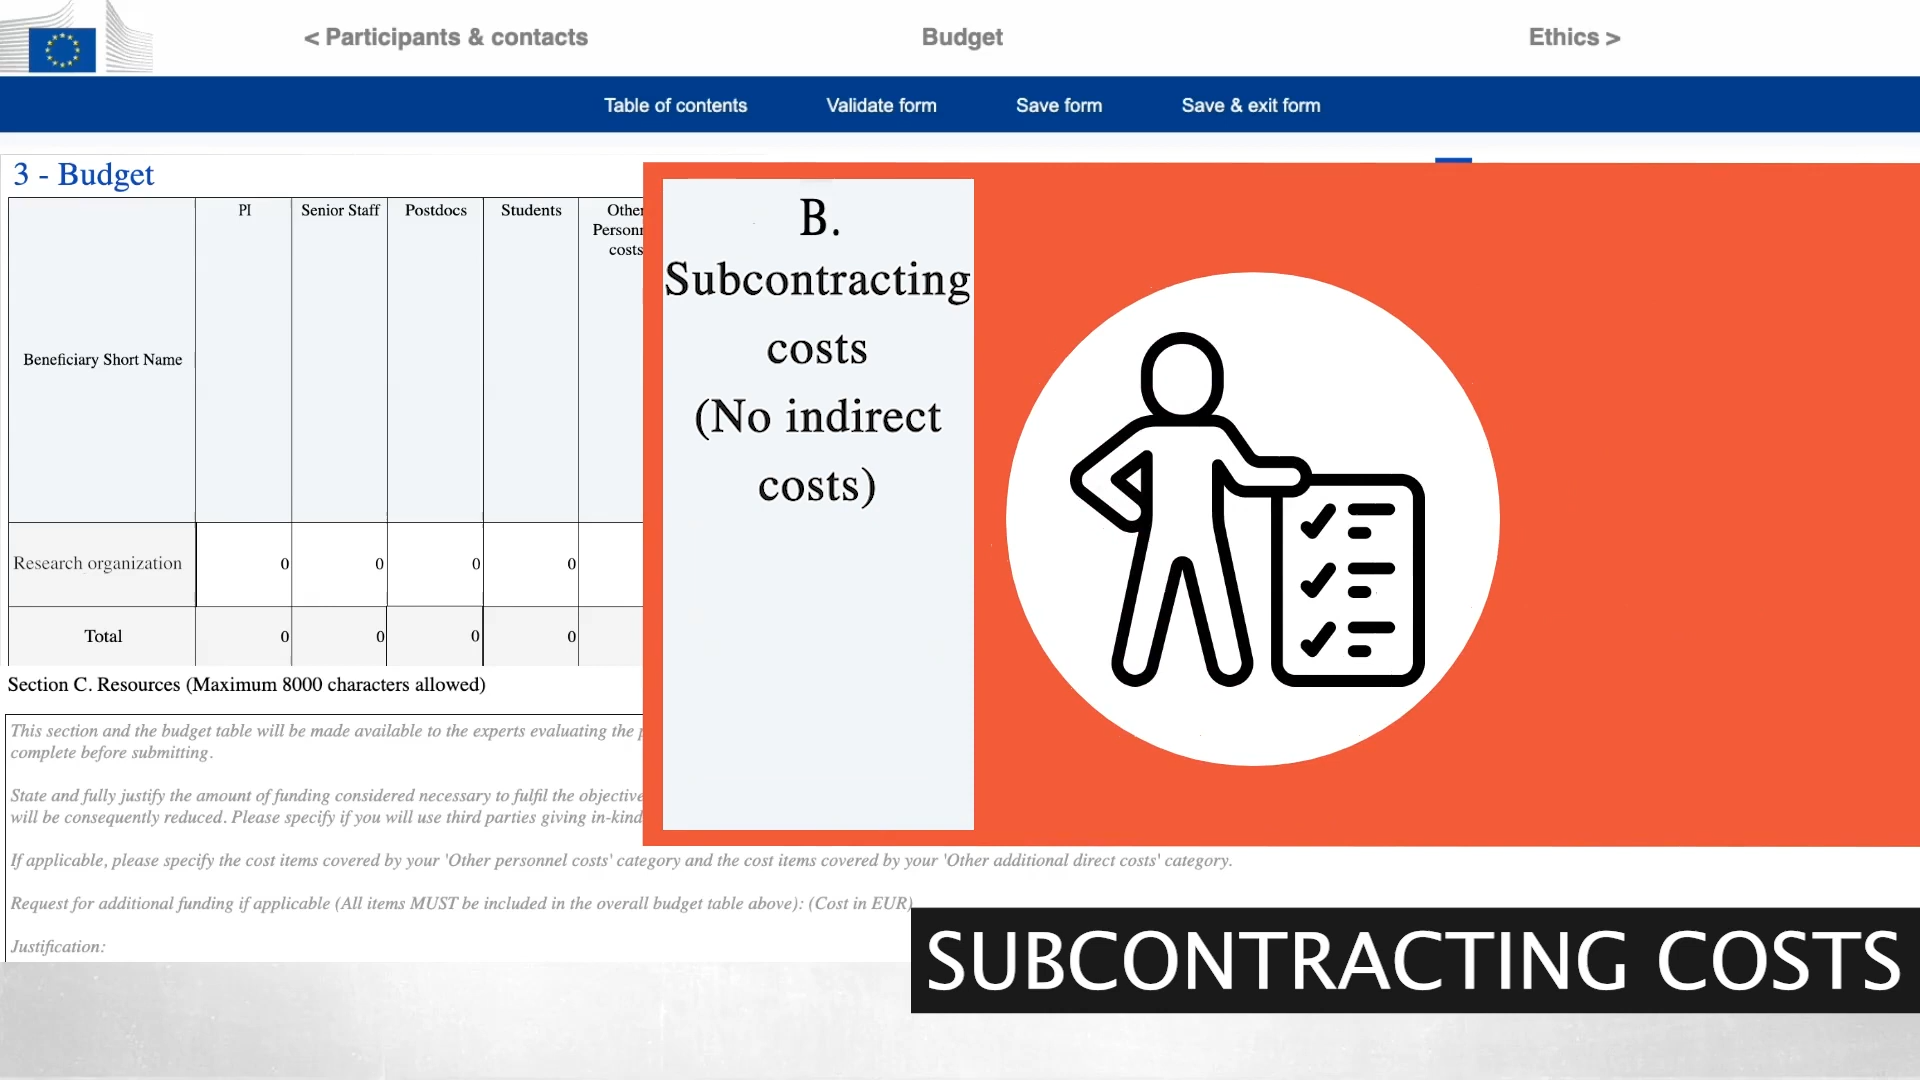 < Participants & contacts
Budget
Ethics >
Table of contents
Validate form
Save form
Save & exit form
3 - Budget
Beneficiary Short Name
PI
Senior Staff
Postdocs
Students
Other
costs
Research organization
0
0
0
0
Total
0
0
0
0
B.
Subcontracting
costs
(No indirect
costs)
Section C. Resources (Maximum 8000 characters allowed)
This section and the budget table will be made available to the experts evaluating the
complete before submitting.
State and fully justify the amount of funding considered necessary to fulfil the objective
will be consequently reduced. Please specify if you will use third parties giving in-kind
If applicable, please specify the cost items covered by your 'Other personnel costs' category and the cost items covered by your 'Other additional direct costs' category.
Request for additional funding if applicable (All items MUST be included in the overall budget table above): (Cost in EUR)
Justification:
SUBCONTRACTING COSTS